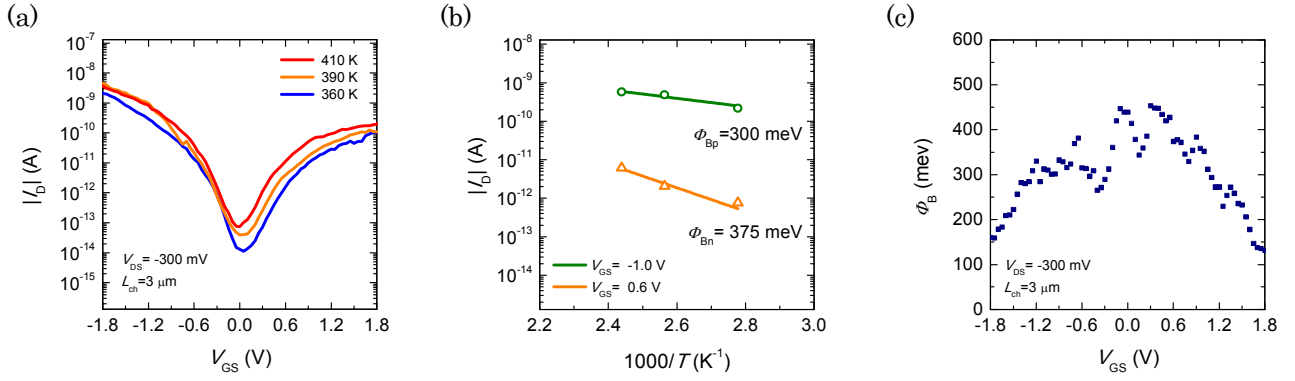 (a)
|I_D| (A)
10⁻⁷
10⁻⁸
10⁻⁹
10⁻¹⁰
10⁻¹¹
10⁻¹²
10⁻¹³
10⁻¹⁴
10⁻¹⁵
410 K
390 K
360 K
V_DS = -300 mV
L_ch=3 μm
-1.8 -1.2 -0.6 0.0 0.6 1.2 1.8
V_GS (V)
(b)
|I_D| (A)
10⁻⁸
10⁻⁹
10⁻¹⁰
10⁻¹¹
10⁻¹²
10⁻¹³
10⁻¹⁴
Φ_Bp=300 meV
Φ_Bn = 375 meV
V_GS= -1.0 V
V_GS= 0.6 V
2.2 2.4 2.6 2.8 3.0
1000/T (K⁻¹)
(c)
Φ_B (mev)
600
500
400
300
200
100
0
V_DS = -300 mV
L_ch=3 μm
-1.8 -1.2 -0.6 0.0 0.6 1.2 1.8
V_GS (V)